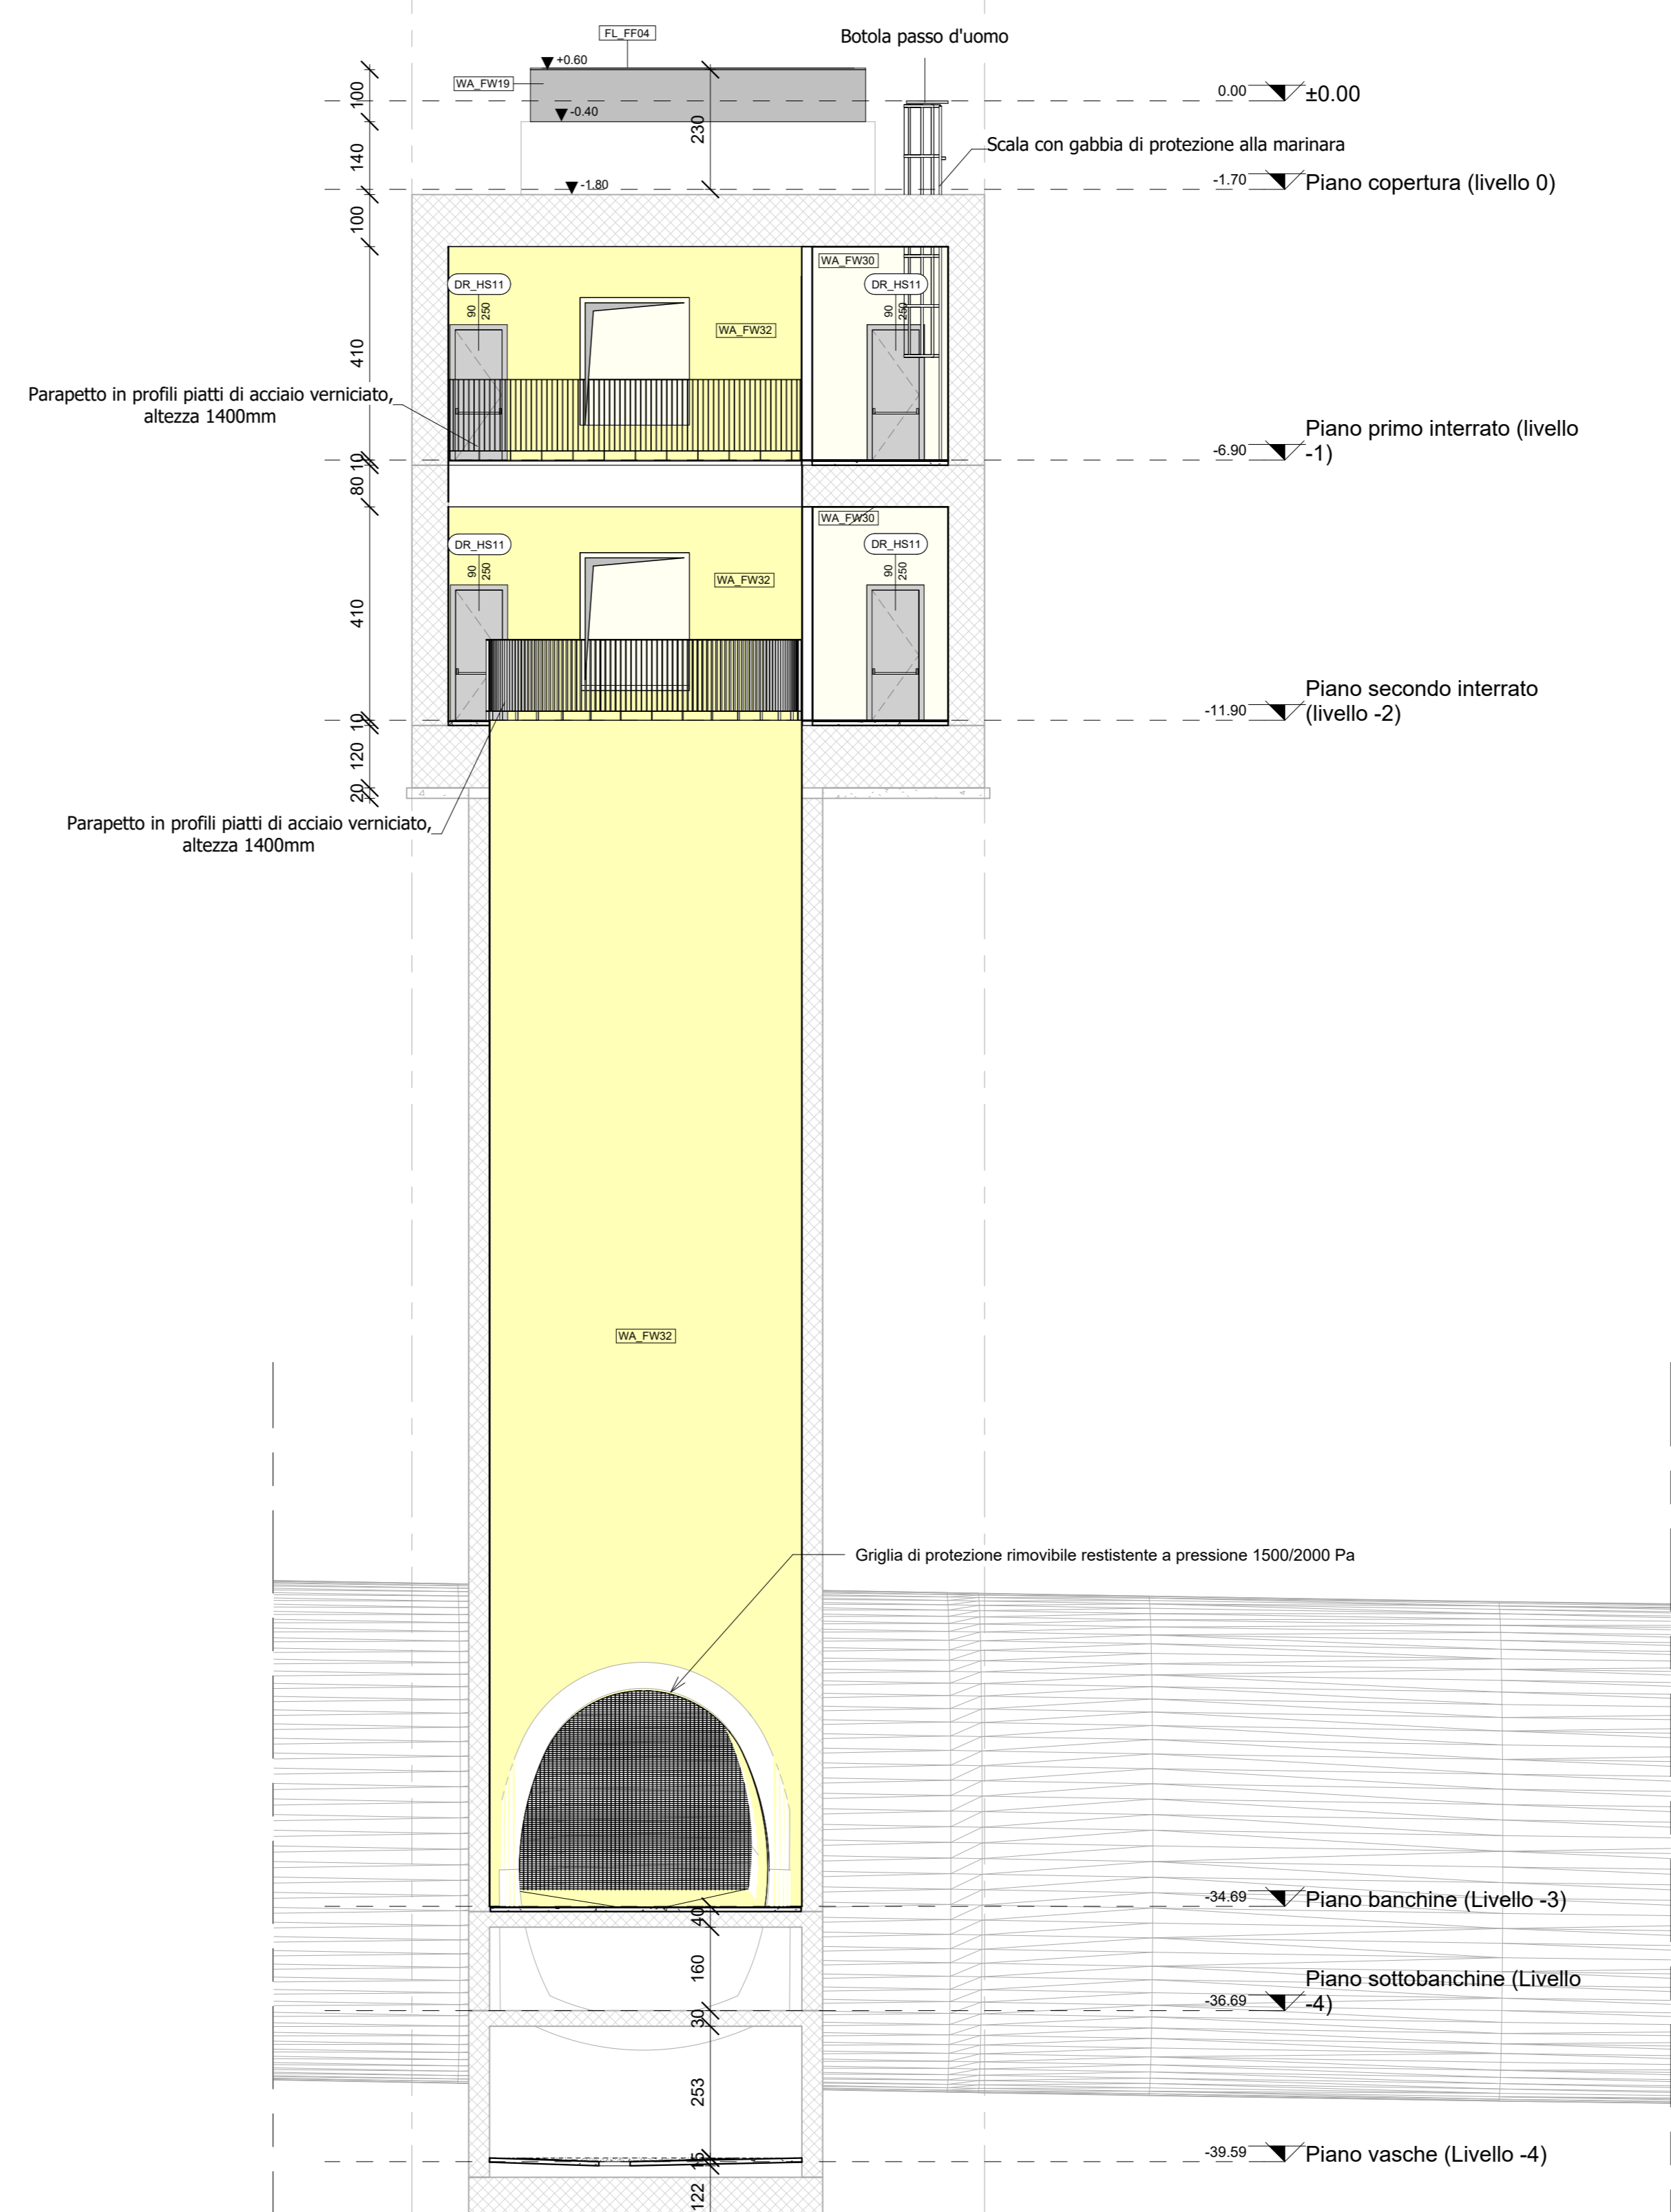 FL_FF04
Botola passo d'uomo
+0.60
WA_FW19
100
0.00
±0.00
-0.40
230
140
Scala con gabbia di protezione alla marinara
-1.80
-1.70
Piano copertura (livello 0)
100
WA_FW30
DR_HS11
90
250
DR_HS11
90
250
WA_FW32
410
Parapetto in profili piatti di acciaio verniciato,
altezza 1400mm
Piano primo interrato (livello
-1)
-6.90
10
80
WA_FW30
DR_HS11
90
250
DR_HS11
90
250
WA_FW32
410
Piano secondo interrato
(livello -2)
-11.90
10
120
20
Parapetto in profili piatti di acciaio verniciato,
altezza 1400mm
WA_FW32
Griglia di protezione rimovibile restistente a pressione 1500/2000 Pa
-34.69
Piano banchine (Livello -3)
40
160
Piano sottobanchine (Livello
-4)
-36.69
30
253
-39.59
Piano vasche (Livello -4)
15
122